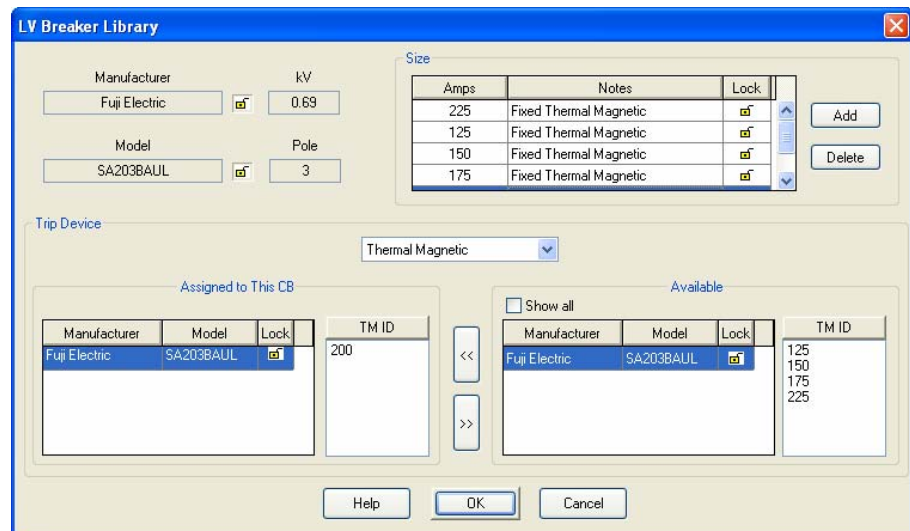 LV Breaker Library
Manufacturer kV
Fuji Electric 0.69
Model Pole
SA203BAUL 3
Size
Amps Notes Lock
225 Fixed Thermal Magnetic
125 Fixed Thermal Magnetic
150 Fixed Thermal Magnetic
175 Fixed Thermal Magnetic
Add
Delete
Trip Device
Thermal Magnetic
Assigned to This CB
Manufacturer Model Lock
Fuji Electric SA203BAUL
TM ID
200
<<
>>
Available
Show all
Manufacturer Model Lock
Fuji Electric SA203BAUL
TM ID
125
150
175
225
Help OK Cancel